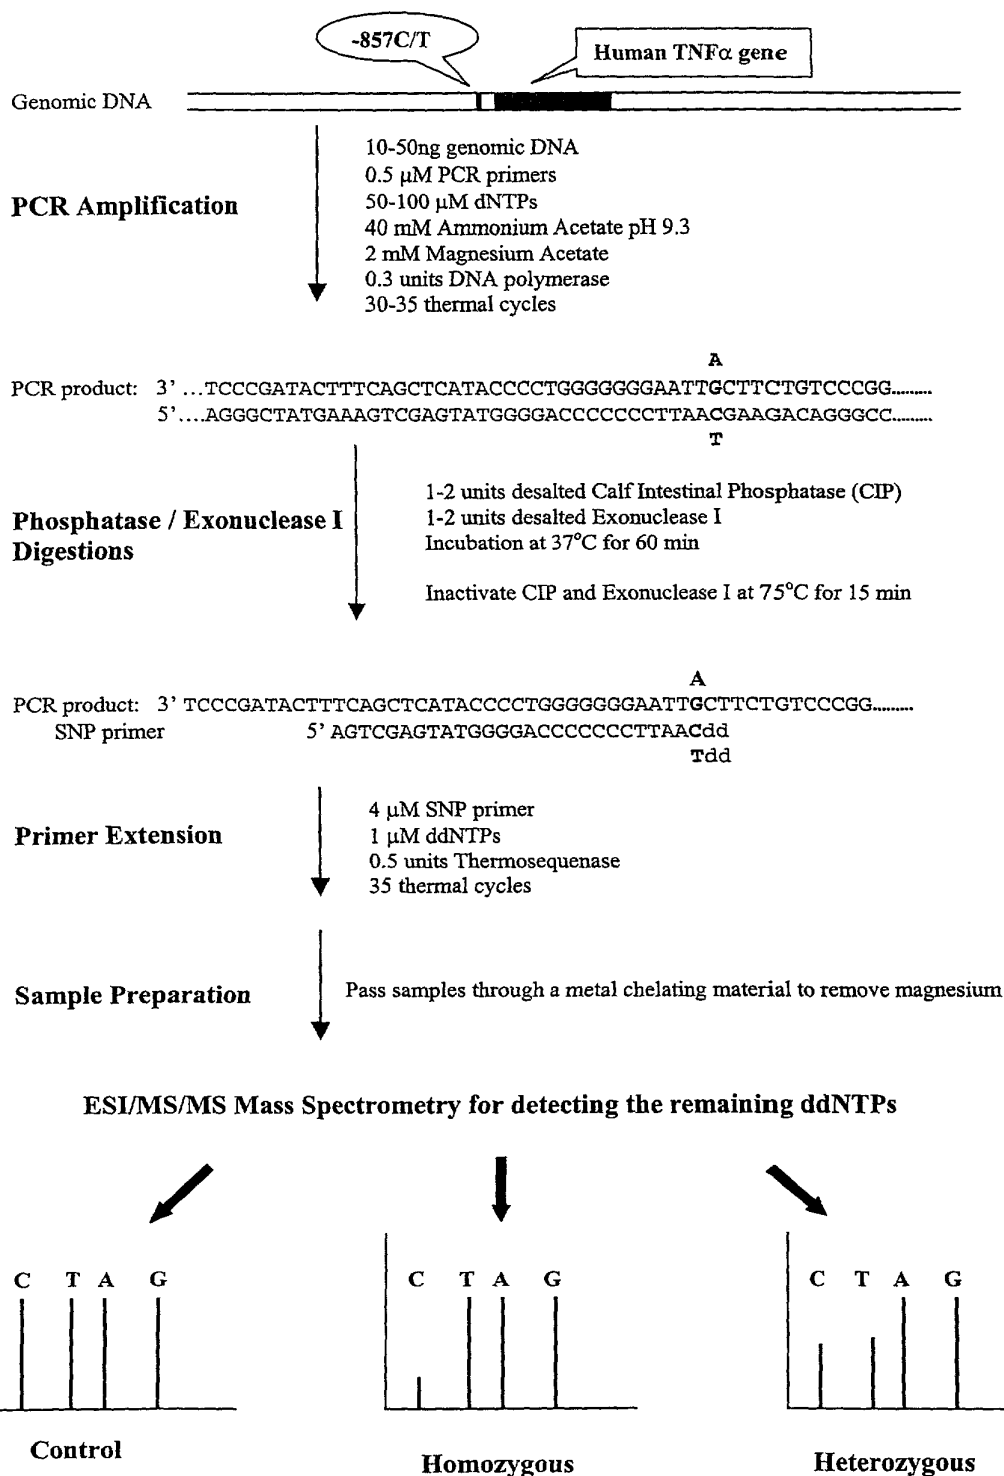 -857C/T
Human TNFα gene
Genomic DNA
PCR Amplification
10-50ng genomic DNA
0.5 μM PCR primers
50-100 μM dNTPs
40 mM Ammonium Acetate pH 9.3
2 mM Magnesium Acetate
0.3 units DNA polymerase
30-35 thermal cycles
A
PCR product: 3' ...TCCCGATACTTTCAGCTCATACCCCTGGGGGGGAATTGCTTCTGTCCCGG.........
5'....AGGGCTATGAAAGTCGAGTATGGGGACCCCCCCTTAACGAAGACAGGGCC.........
T
Phosphatase / Exonuclease I
Digestions
1-2 units desalted Calf Intestinal Phosphatase (CIP)
1-2 units desalted Exonuclease I
Incubation at 37°C for 60 min
Inactivate CIP and Exonuclease I at 75°C for 15 min
A
PCR product: 3' TCCCGATACTTTCAGCTCATACCCCTGGGGGGGAATTGCTTCTGTCCCGG.........
SNP primer 5' AGTCGAGTATGGGGACCCCCCCTTAACdd
Tdd
Primer Extension
4 μM SNP primer
1 μM ddNTPs
0.5 units Thermosequenase
35 thermal cycles
Sample Preparation
Pass samples through a metal chelating material to remove magnesium
ESI/MS/MS Mass Spectrometry for detecting the remaining ddNTPs
C T A G
C T A G
C T A G
Control
Homozygous
Heterozygous